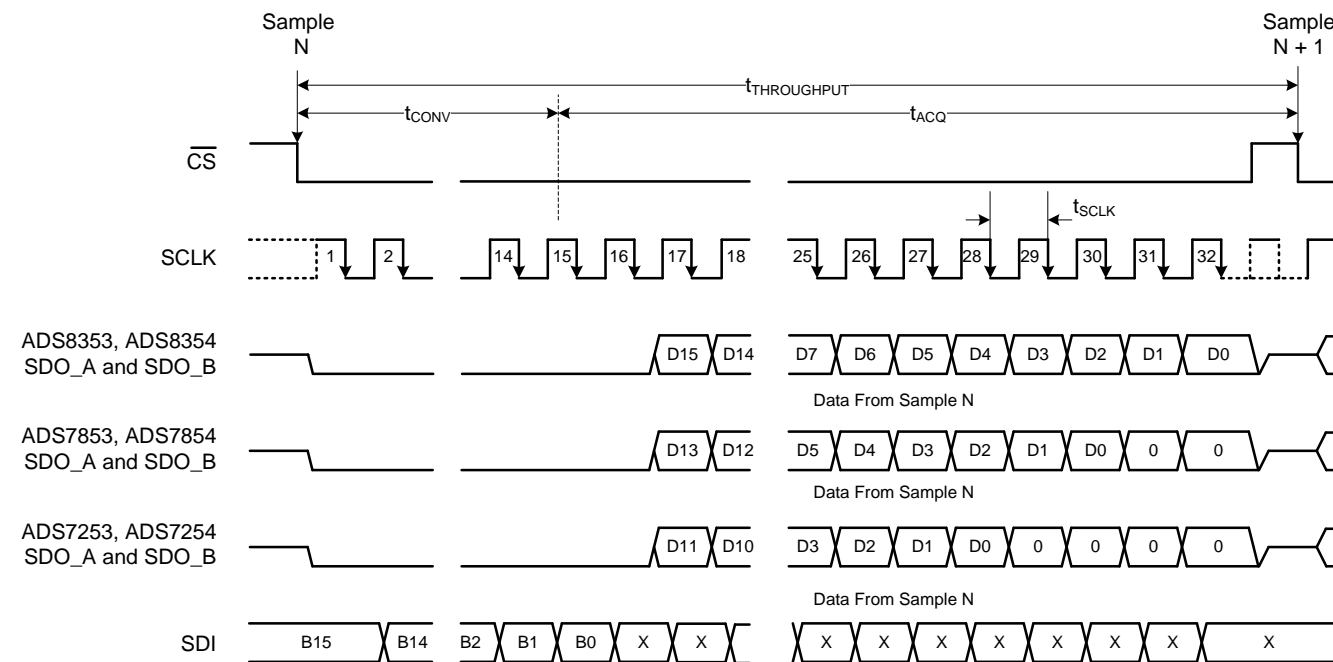 Sample
N
Sample
N + 1
tTHROUGHPUT
tCONV
tACQ
CS
tSCLK
SCLK
1 2 14 15 16 17 18 25 26 27 28 29 30 31 32
ADS8353, ADS8354
SDO_A and SDO_B
D15 D14 D7 D6 D5 D4 D3 D2 D1 D0
Data From Sample N
ADS7853, ADS7854
SDO_A and SDO_B
D13 D12 D5 D4 D3 D2 D1 D0 0 0
Data From Sample N
ADS7253, ADS7254
SDO_A and SDO_B
D11 D10 D3 D2 D1 D0 0 0 0 0
Data From Sample N
SDI
B15 B14 B2 B1 B0 X X X X X X X X X X